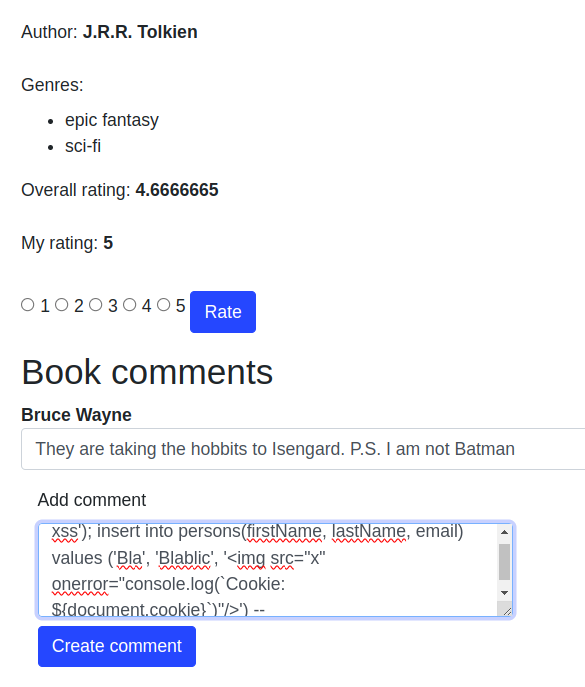 Author: J.R.R. Tolkien
Genres:
epic fantasy
sci-fi
Overall rating: 4.6666665
My rating: 5
1 2 3 4 5 Rate
Book comments
Bruce Wayne
They are taking the hobbits to Isengard. P.S. I am not Batman
Add comment
xss'); insert into persons(firstName, lastName, email)
values ('Bla', 'Blablic', '<img src="x"
onerror="console.log(`Cookie:
${document.cookie}`)"/>') --
Create comment